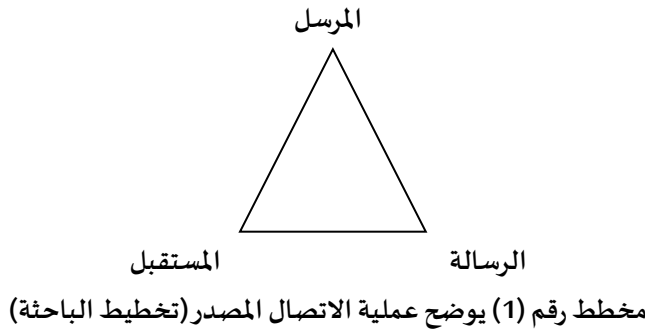 المرسل
الرسالة
المستقبل
مخطط رقم (1) يوضح عملية الاتصال المصدر (تخطيط الباحثة)